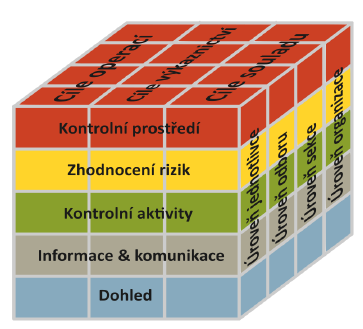 Cíle operací
Cíle výkaznictví
Cíle souladu
Kontrolní prostředí
Zhodnocení rizik
Kontrolní aktivity
Informace & komunikace
Dohled
Úroveň jednotlivce
Úroveň odboru
Úroveň sekce
Úroveň organizace